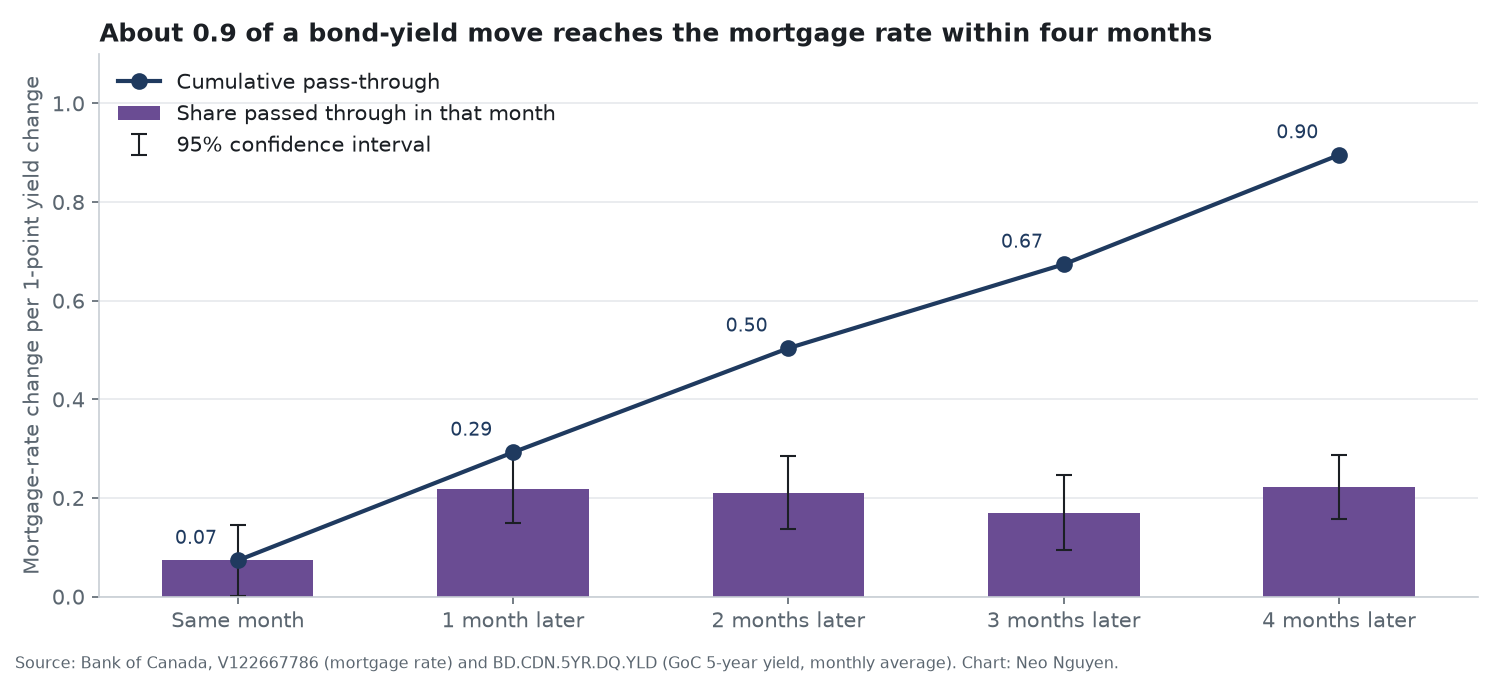 About 0.9 of a bond-yield move reaches the mortgage rate within four months
Cumulative pass-through
Share passed through in that month
95% confidence interval
Mortgage-rate change per 1-point yield change
1.0
0.8
0.6
0.4
0.2
0.0
0.07
0.29
0.50
0.67
0.90
Same month
1 month later
2 months later
3 months later
4 months later
Source: Bank of Canada, V122667786 (mortgage rate) and BD.CDN.5YR.DQ.YLD (GoC 5-year yield, monthly average). Chart: Neo Nguyen.